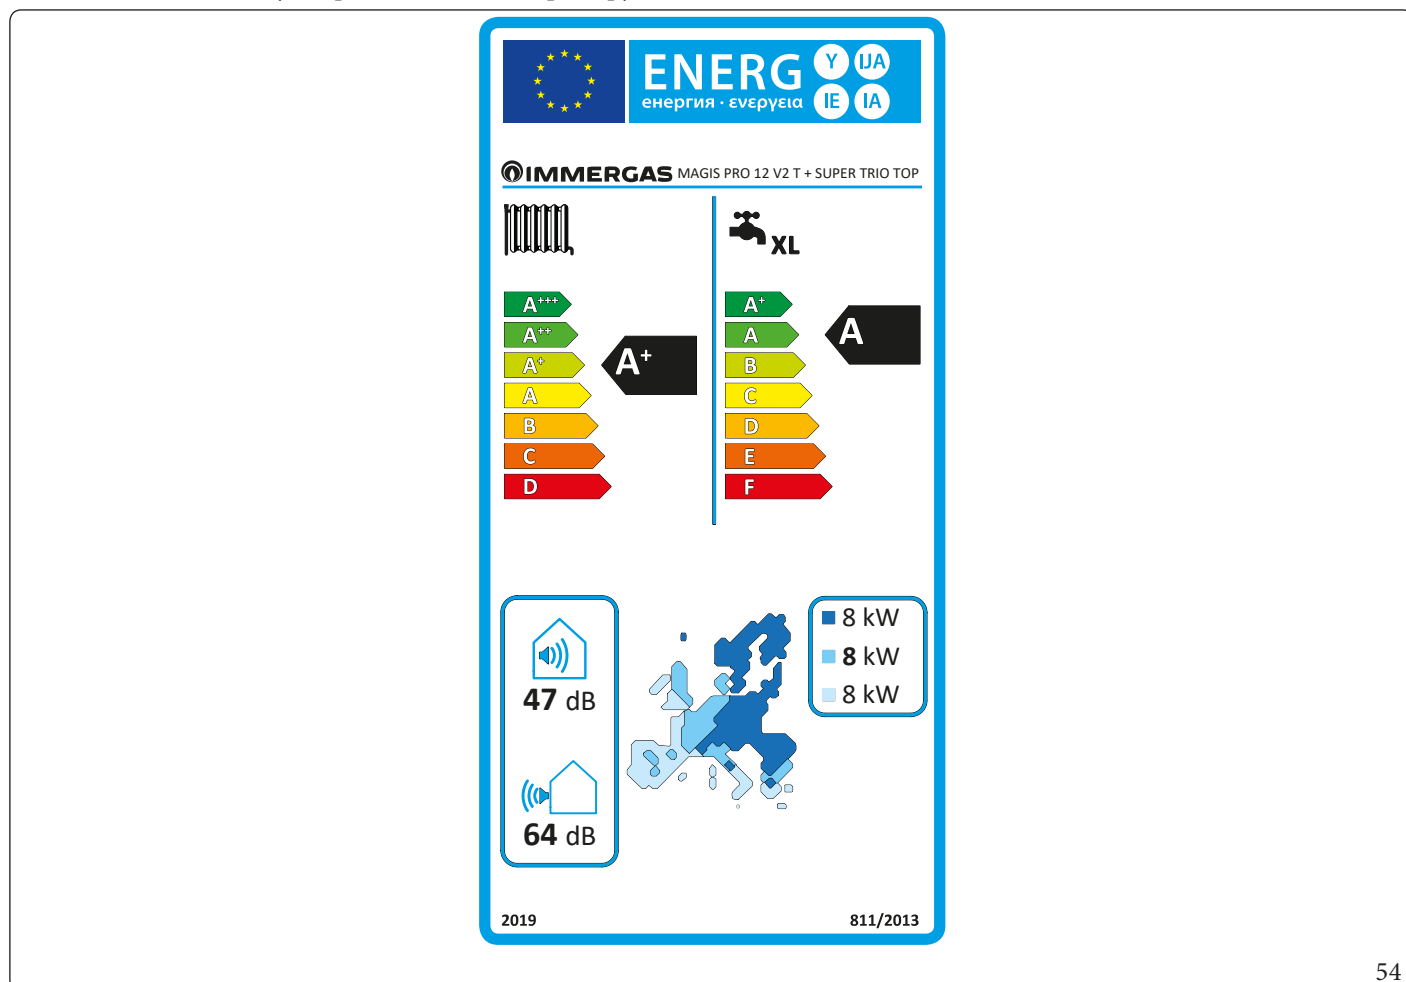 ENERG Y IJA
енергия · ενεργεια IE IA
IMMERGAS MAGIS PRO 12 V2 T + SUPER TRIO TOP
XL
A+++
A++
A+
A
B
C
D
A+
A+
A
B
C
D
E
F
A
47 dB
64 dB
8 kW
8 kW
8 kW
2019
811/2013
54